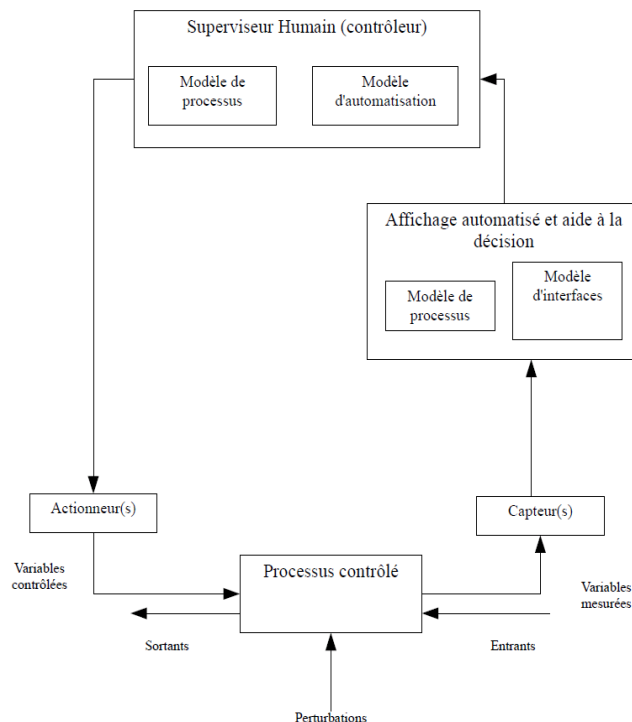 Superviseur Humain (contrôleur)
Modèle de
processus
Modèle
d'automatisation
Affichage automatisé et aide à la
décision
Modèle de
processus
Modèle
d'interfaces
Actionneur(s)
Capteur(s)
Variables
contrôlées
Processus contrôlé
Variables
mesurées
Sortants
Entrants
Perturbations